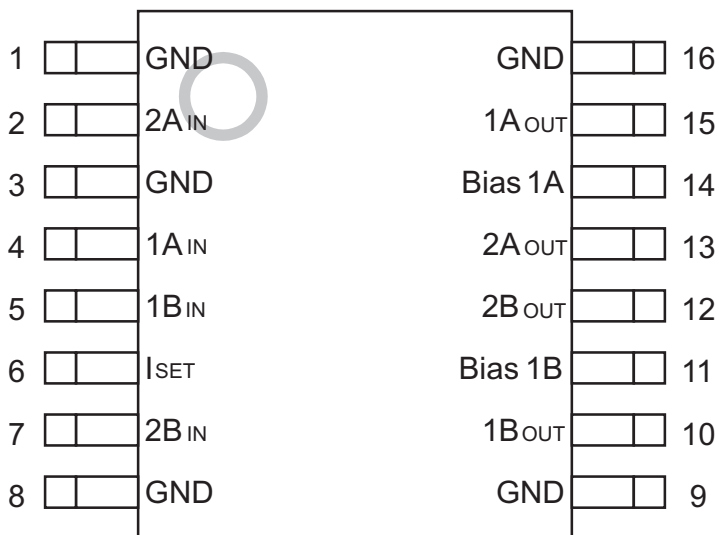 1 GND GND 16
2 2A IN 1A OUT 15
3 GND Bias 1A 14
4 1A IN 2A OUT 13
5 1B IN 2B OUT 12
6 ISET Bias 1B 11
7 2B IN 1B OUT 10
8 GND GND 9